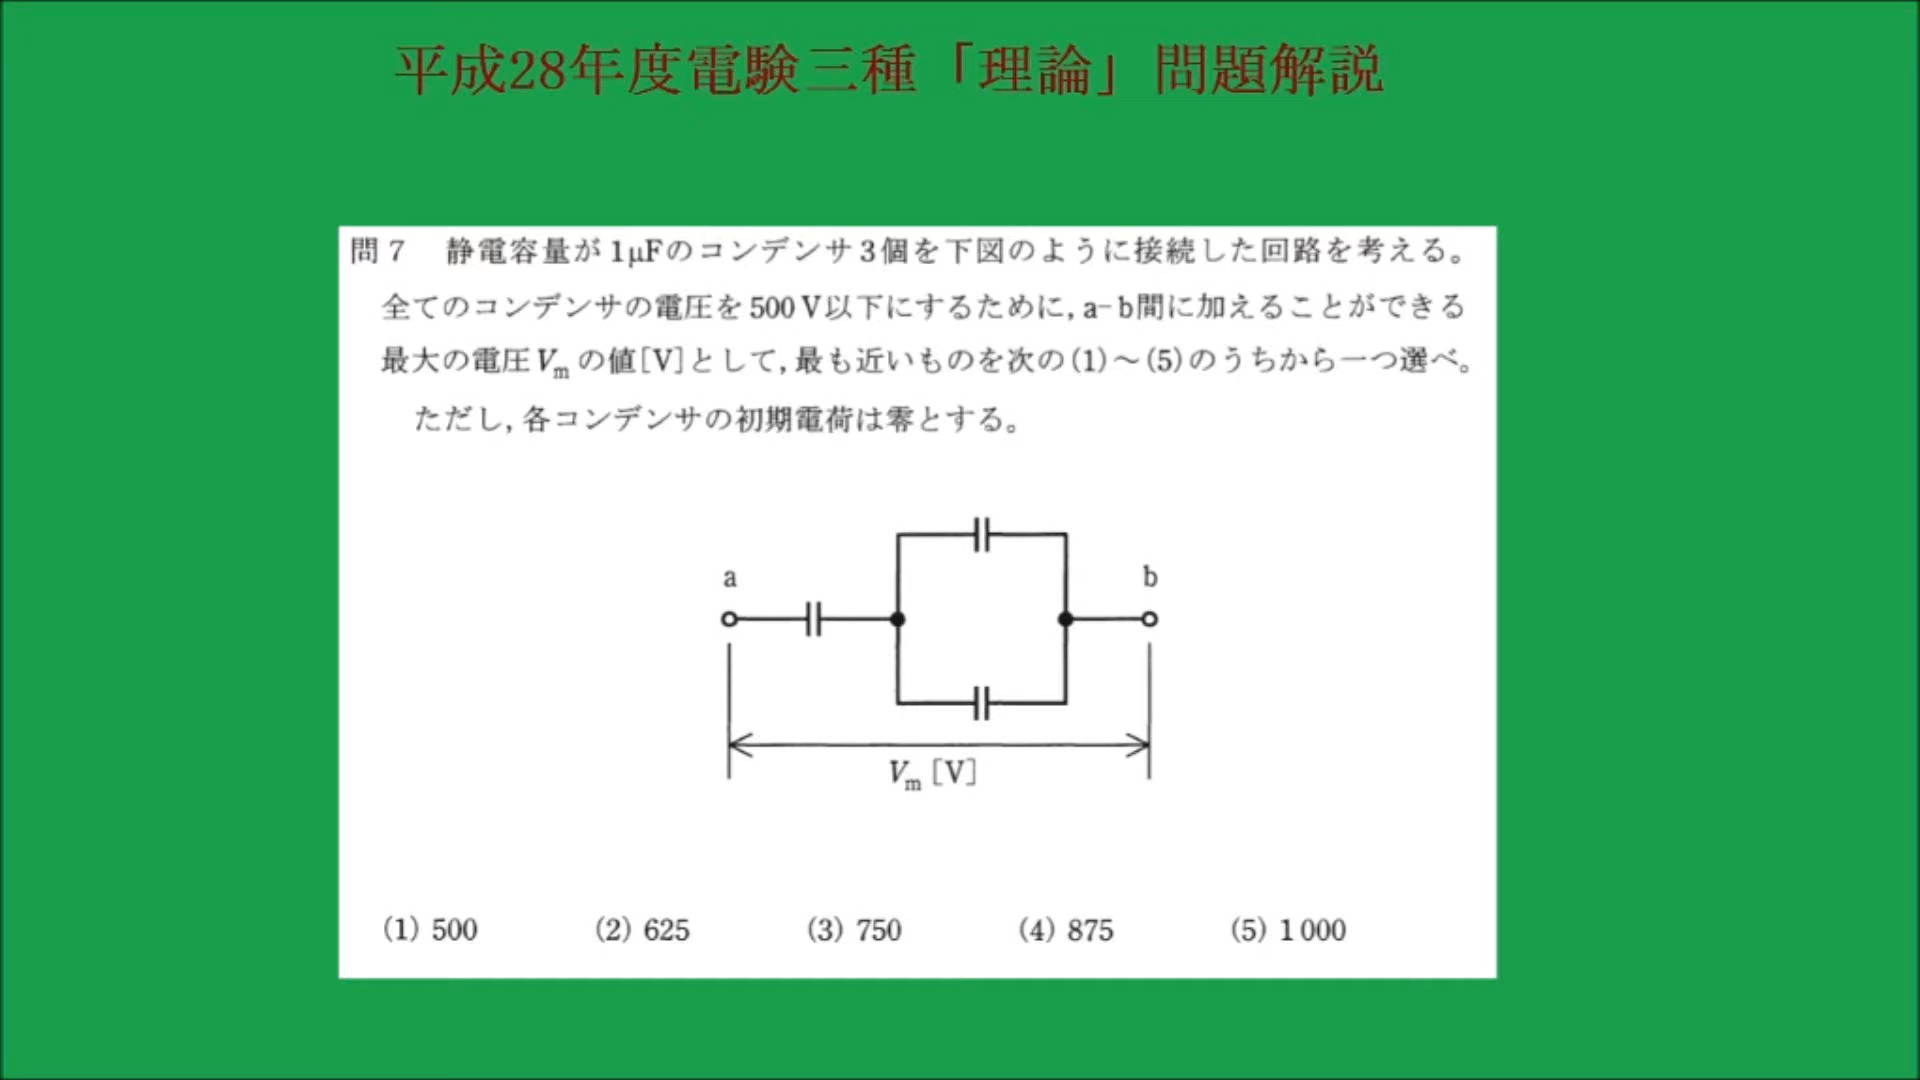 平成28年度電験三種「理論」問題解説
問7 静電容量が1μFのコンデンサ3個を下図のように接続した回路を考える。
全てのコンデンサの電圧を500V以下にするために,a-b間に加えることができる
最大の電圧Vmの値[V]として,最も近いものを次の(1)～(5)のうちから一つ選べ。
ただし,各コンデンサの初期電荷は零とする。
a b
Vm [V]
(1) 500 (2) 625 (3) 750 (4) 875 (5) 1000